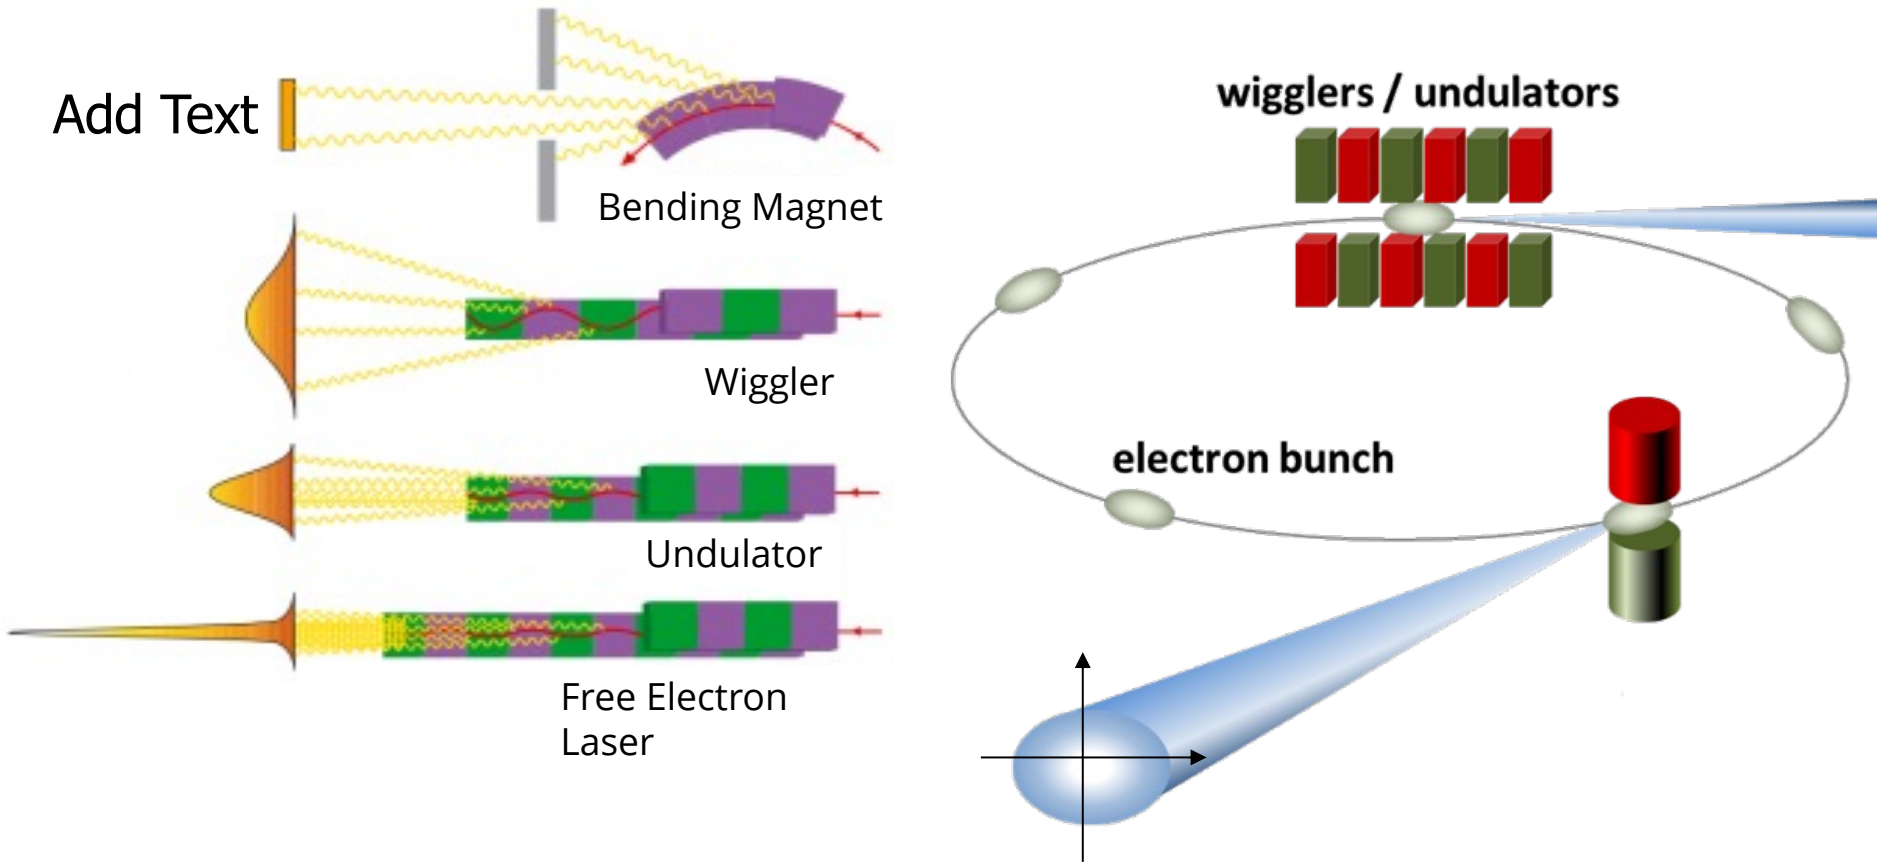 Add Text
Bending Magnet
Wiggler
Undulator
Free Electron
Laser
wigglers / undulators
electron bunch